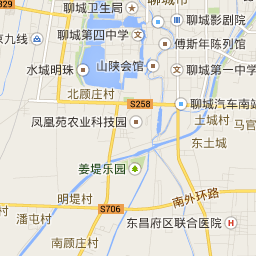 聊城市
聊城卫生局
聊城影剧院
聊城第四中学
傅斯年陈列馆
京九线
水城明珠
山陕会馆
聊城第一中学
北顾庄村
S258
聊城汽车南站
凤凰苑农业科技园
土城村
马官
东土城
姜堤乐园
明堤村
南外环路
潘屯村
S706
东昌府区联合医院
南顾庄村